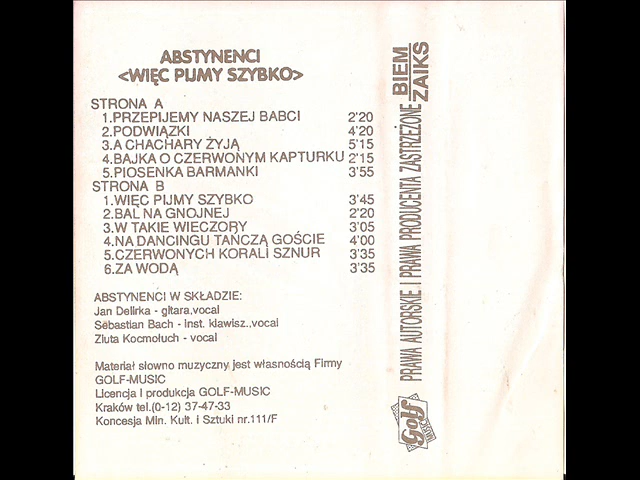 ABSTYNENCI
<WIĘC PIJMY SZYBKO>
STRONA A
1.PRZEPIJEMY NASZEJ BABCI 2'20
2.PODWIĄZKI 4'20
3.A CHACHARY ŻYJĄ 5'15
4.BAJKA O CZERWONYM KAPTURKU 2'15
5.PIOSENKA BARMANKI 3'55
STRONA B
1.WIĘC PIJMY SZYBKO 3'45
2.BAL NA GNOJNEJ 2'20
3.W TAKIE WIECZORY 3'05
4.NA DANCINGU TAŃCZĄ GOŚCIE 4'00
5.CZERWONYCH KORALI SZNUR 3'35
6.ZA WODĄ 3'35
ABSTYNENCI W SKŁADZIE:
Jan Delirka - gitara,vocal
Sebastian Bach - inst. klawisz.,vocal
Ziuta Kocmołuch - vocal
Materiał słowno muzyczny jest własnością Firmy
GOLF-MUSIC
Licencja i produkcja GOLF-MUSIC
Kraków tel.(0-12) 37-47-33
Koncesja Min. Kult. i Sztuki nr.111/F
PRAWA AUTORSKIE I PRAWA PRODUCENTA ZASTRZEŻONE
BIEM
ZAIKS
Golf
MUSIC